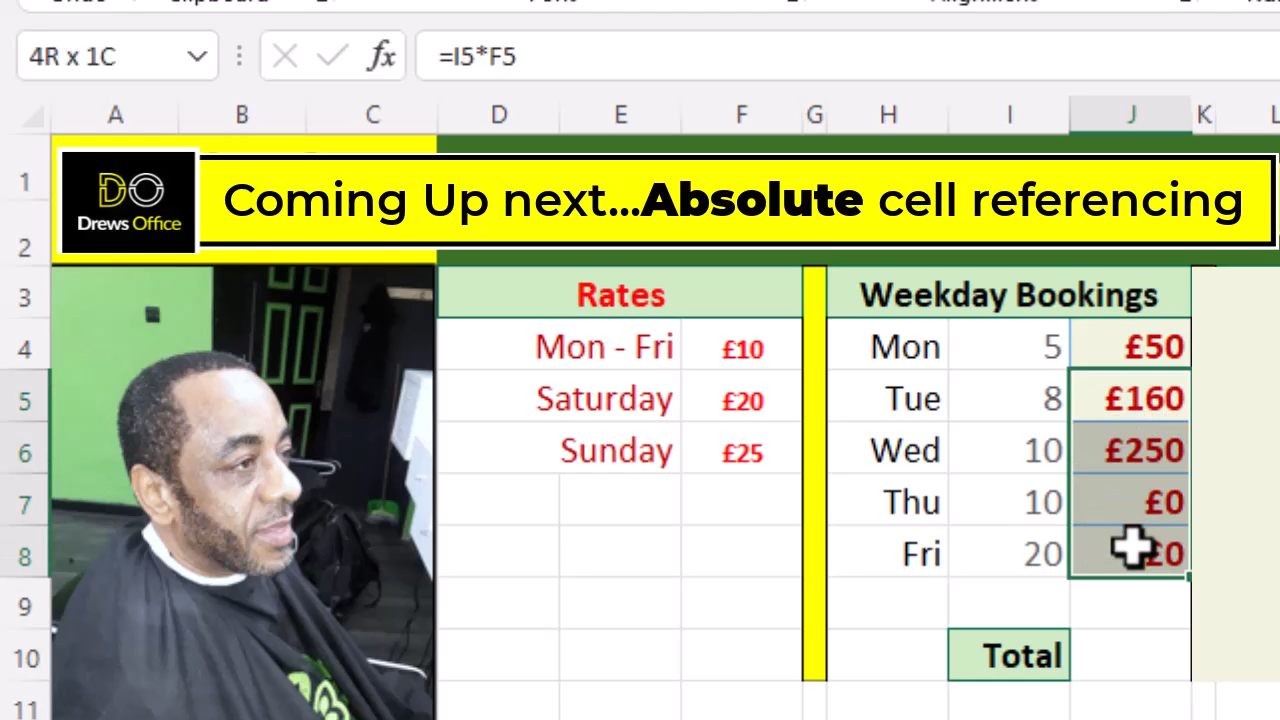 4R x 1C
fx
=I5*F5
A B C D E F G H I J K
1
DO
Drews Office
Coming Up next...Absolute cell referencing
2
3 Rates Weekday Bookings
4 Mon - Fri £10 Mon 5 £50
5 Saturday £20 Tue 8 £160
6 Sunday £25 Wed 10 £250
7 Thu 10 £0
8 Fri 20 £0
9
10 Total
11